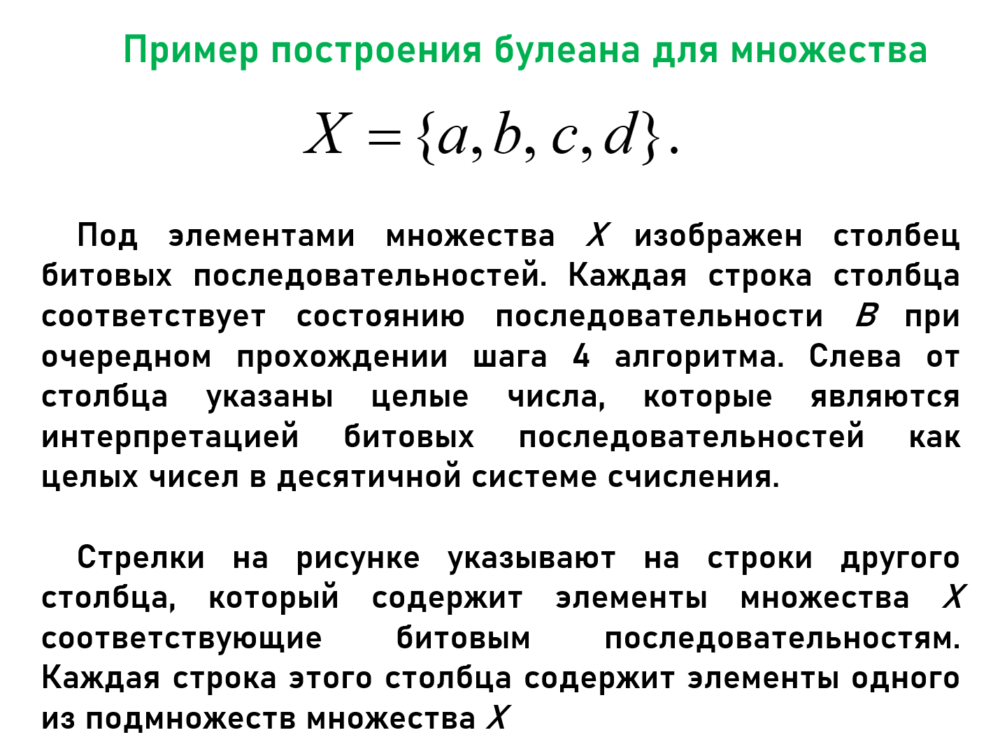 Пример построения булеана для множества
X = {a, b, c, d}.
Под элементами множества X изображен столбец
битовых последовательностей. Каждая строка столбца
соответствует состоянию последовательности B при
очередном прохождении шага 4 алгоритма. Слева от
столбца указаны целые числа, которые являются
интерпретацией битовых последовательностей как
целых чисел в десятичной системе счисления.
Стрелки на рисунке указывают на строки другого
столбца, который содержит элементы множества X
соответствующие битовым последовательностям.
Каждая строка этого столбца содержит элементы одного
из подмножеств множества X